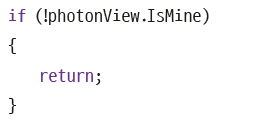 if (!photonView.IsMine)
{
    return;
}